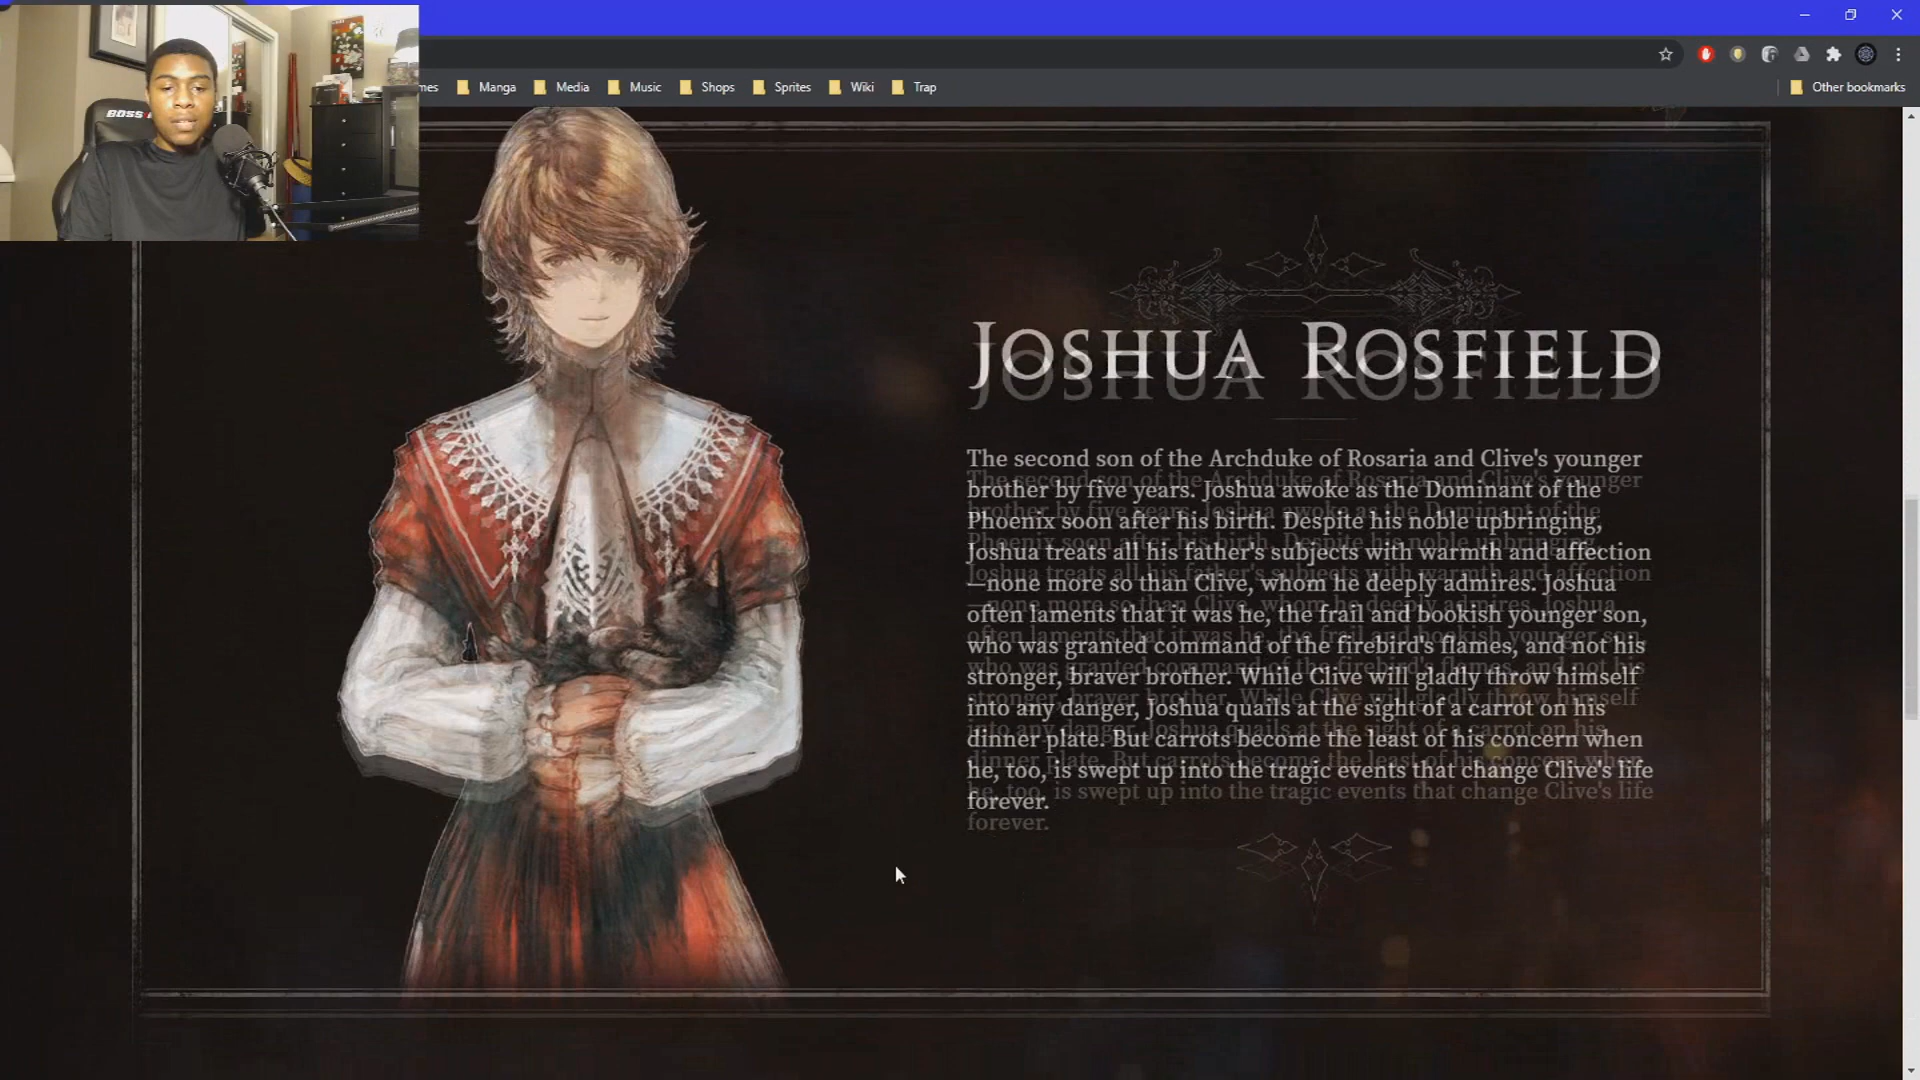 BOSS
mes
Manga
Media
Music
Shops
Sprites
Wiki
Trap
Other bookmarks
JOSHUA ROSFIELD
The second son of the Archduke of Rosaria and Clive's younger
brother by five years. Joshua awoke as the Dominant of the
Phoenix soon after his birth. Despite his noble upbringing,
Joshua treats all his father's subjects with warmth and affection
—none more so than Clive, whom he deeply admires. Joshua
often laments that it was he, the frail and bookish younger son,
who was granted command of the firebird's flames, and not his
stronger, braver brother. While Clive will gladly throw himself
into any danger, Joshua quails at the sight of a carrot on his
dinner plate. But carrots become the least of his concern when
he, too, is swept up into the tragic events that change Clive's life
forever.